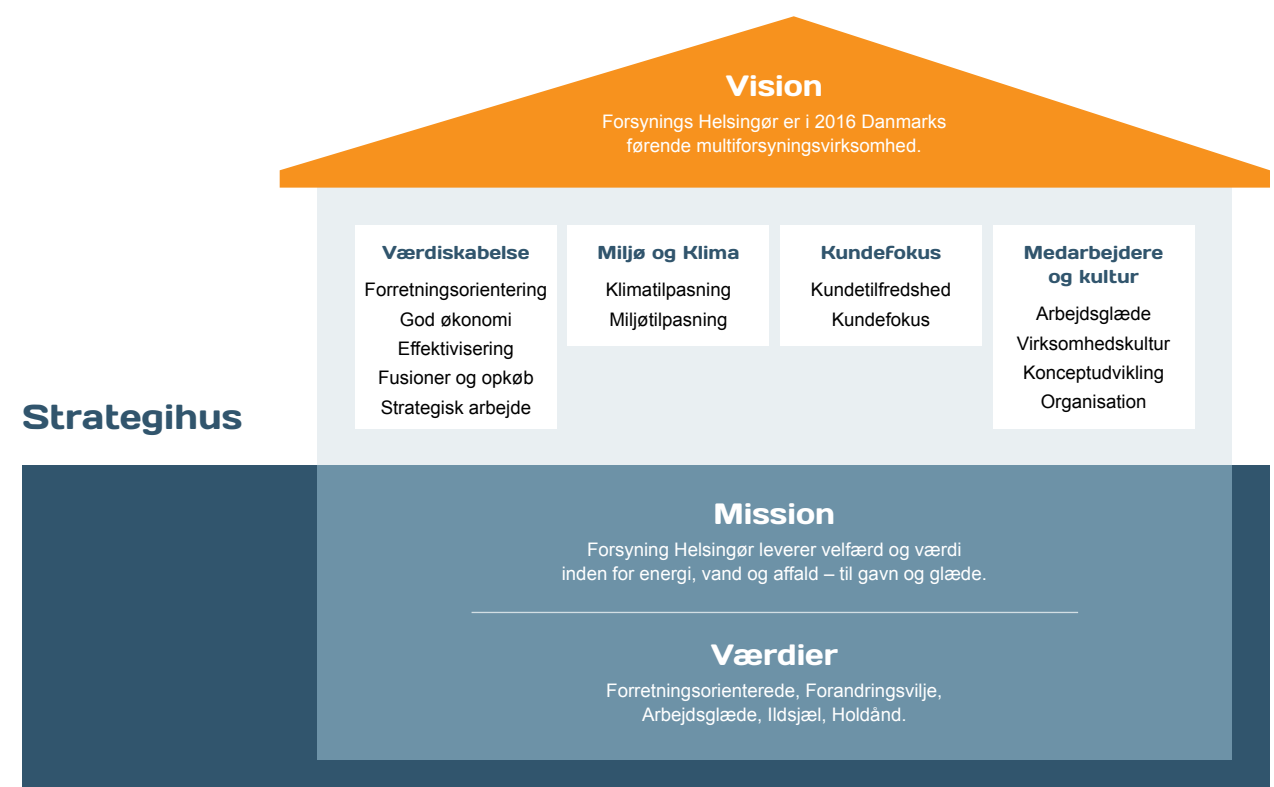 Vision
Forsynings Helsingør er i 2016 Danmarks
førende multiforsyningsvirksomhed.
Værdiskabelse
Forretningsorientering
God økonomi
Effektivisering
Fusioner og opkøb
Strategisk arbejde
Miljø og Klima
Klimatilpasning
Miljøtilpasning
Kundefokus
Kundetilfredshed
Kundefokus
Medarbejdere
og kultur
Arbejdsglæde
Virksomhedskultur
Konceptudvikling
Organisation
Strategihus
Mission
Forsyning Helsingør leverer velfærd og værdi
inden for energi, vand og affald – til gavn og glæde.
Værdier
Forretningsorienterede, Forandringsvilje,
Arbejdsglæde, Ildsjæl, Holdånd.